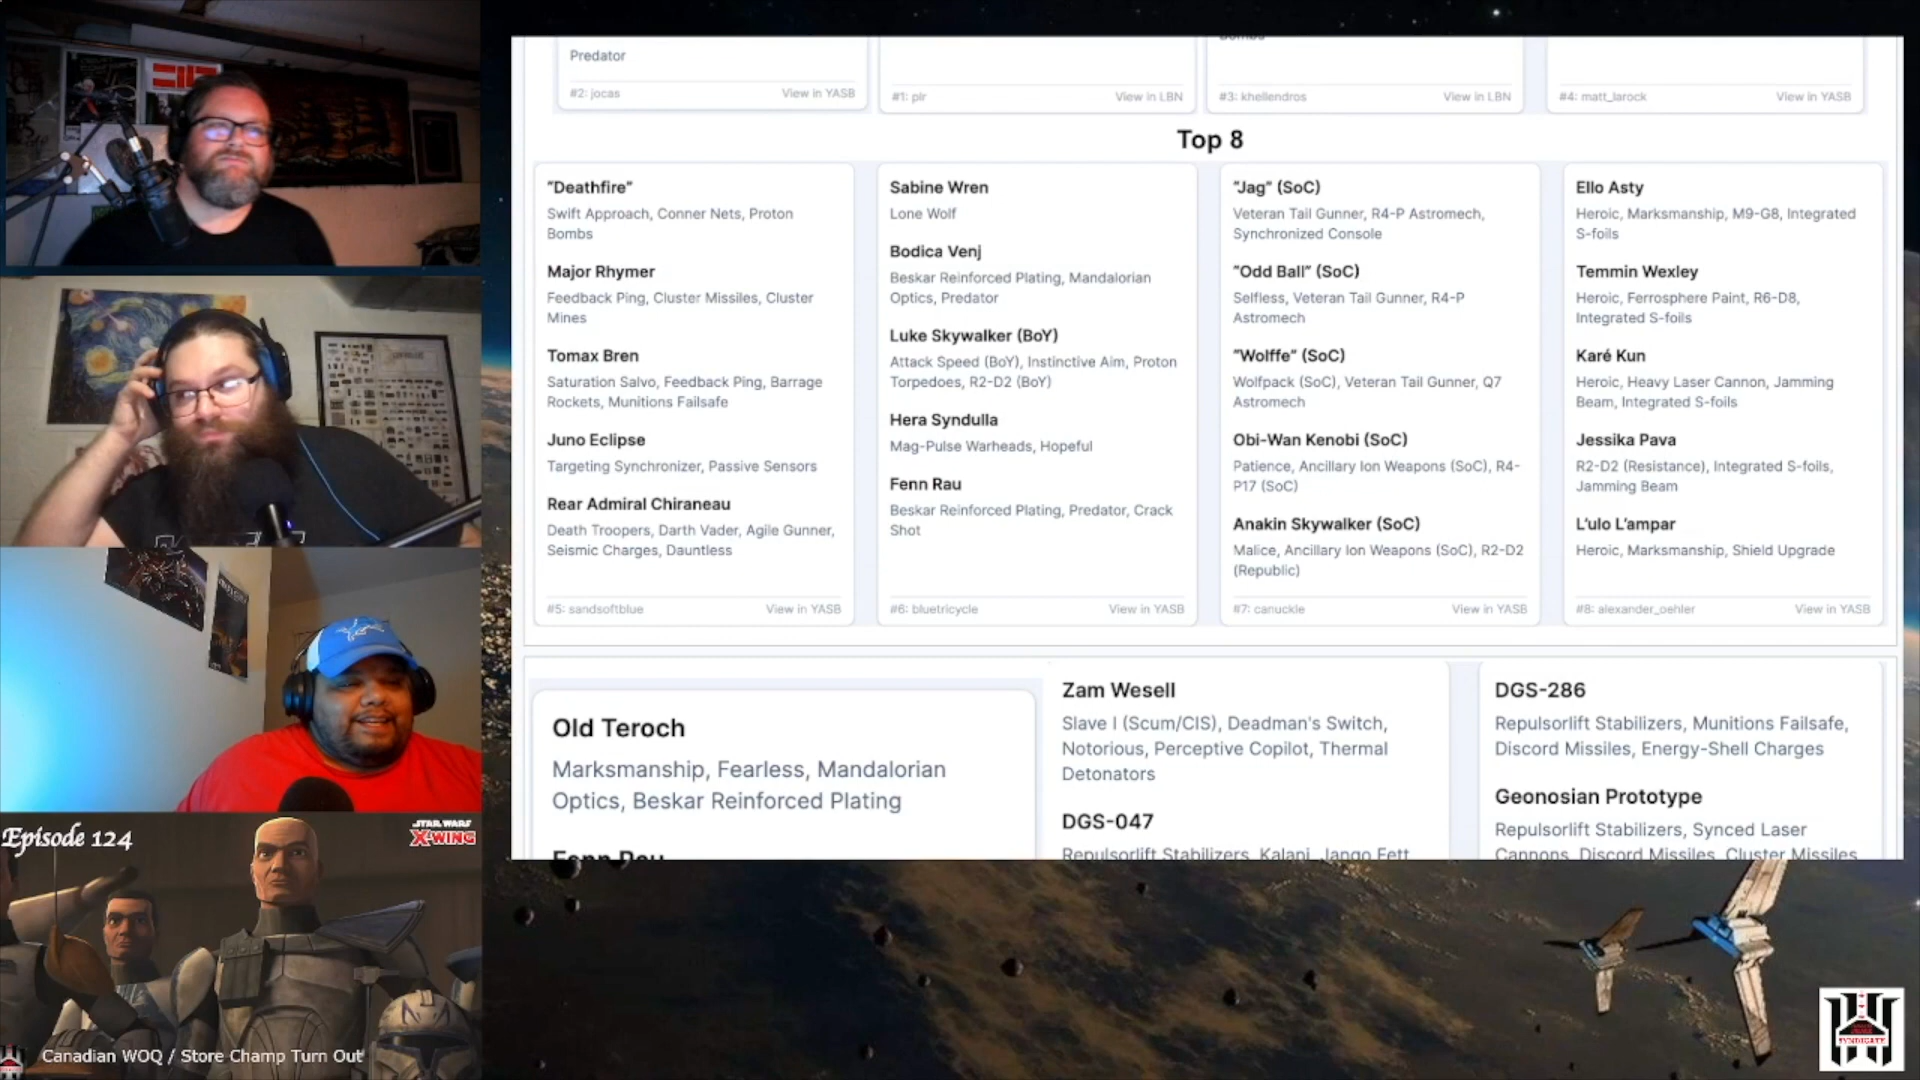 Predator
#2: jocas View in YASB
#1: plr View in LBN
#3: khellendros View in LBN
#4: matt_larock View in YASB
Top 8
"Deathfire"
Swift Approach, Conner Nets, Proton
Bombs
Major Rhymer
Feedback Ping, Cluster Missiles, Cluster
Mines
Tomax Bren
Saturation Salvo, Feedback Ping, Barrage
Rockets, Munitions Failsafe
Juno Eclipse
Targeting Synchronizer, Passive Sensors
Rear Admiral Chiraneau
Death Troopers, Darth Vader, Agile Gunner,
Seismic Charges, Dauntless
#5: sandsoftblue View in YASB
Sabine Wren
Lone Wolf
Bodica Venj
Beskar Reinforced Plating, Mandalorian
Optics, Predator
Luke Skywalker (BoY)
Attack Speed (BoY), Instinctive Aim, Proton
Torpedoes, R2-D2 (BoY)
Hera Syndulla
Mag-Pulse Warheads, Hopeful
Fenn Rau
Beskar Reinforced Plating, Predator, Crack
Shot
#6: bluetricycle View in YASB
"Jag" (SoC)
Veteran Tail Gunner, R4-P Astromech,
Synchronized Console
"Odd Ball" (SoC)
Selfless, Veteran Tail Gunner, R4-P
Astromech
"Wolffe" (SoC)
Wolfpack (SoC), Veteran Tail Gunner, Q7
Astromech
Obi-Wan Kenobi (SoC)
Patience, Ancillary Ion Weapons (SoC), R4-
P17 (SoC)
Anakin Skywalker (SoC)
Malice, Ancillary Ion Weapons (SoC), R2-D2
(Republic)
#7: canuckle View in YASB
Ello Asty
Heroic, Marksmanship, M9-G8, Integrated
S-foils
Temmin Wexley
Heroic, Ferrosphere Paint, R6-D8,
Integrated S-foils
Karé Kun
Heroic, Heavy Laser Cannon, Jamming
Beam, Integrated S-foils
Jessika Pava
R2-D2 (Resistance), Integrated S-foils,
Jamming Beam
L'ulo L'ampar
Heroic, Marksmanship, Shield Upgrade
#8: alexander_oehler View in YASB
Old Teroch
Marksmanship, Fearless, Mandalorian
Optics, Beskar Reinforced Plating
Fenn Rau
Zam Wesell
Slave I (Scum/CIS), Deadman's Switch,
Notorious, Perceptive Copilot, Thermal
Detonators
DGS-047
Repulsorlift Stabilizers, Kalani, Jango Fett
DGS-286
Repulsorlift Stabilizers, Munitions Failsafe,
Discord Missiles, Energy-Shell Charges
Geonosian Prototype
Repulsorlift Stabilizers, Synced Laser
Cannons, Discord Missiles, Cluster Missiles
Episode 124
STAR WARS
X-WING
Canadian WOQ / Store Champ Turn Out
SYNDICATE